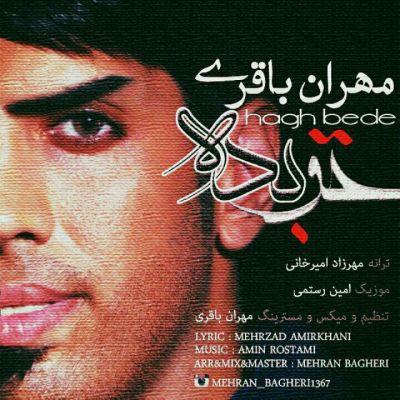 مهران باقری
hagh bede
حق بده
ترانه مهرزاد امیرخانی
موزیک امین رستمی
تنظیم و میکس و مسترینگ مهران باقری
LYRIC : MEHRZAD AMIRKHANI
MUSIC : AMIN ROSTAMI
ARR&MIX&MASTER : MEHRAN BAGHERI
MEHRAN_BAGHERI1367